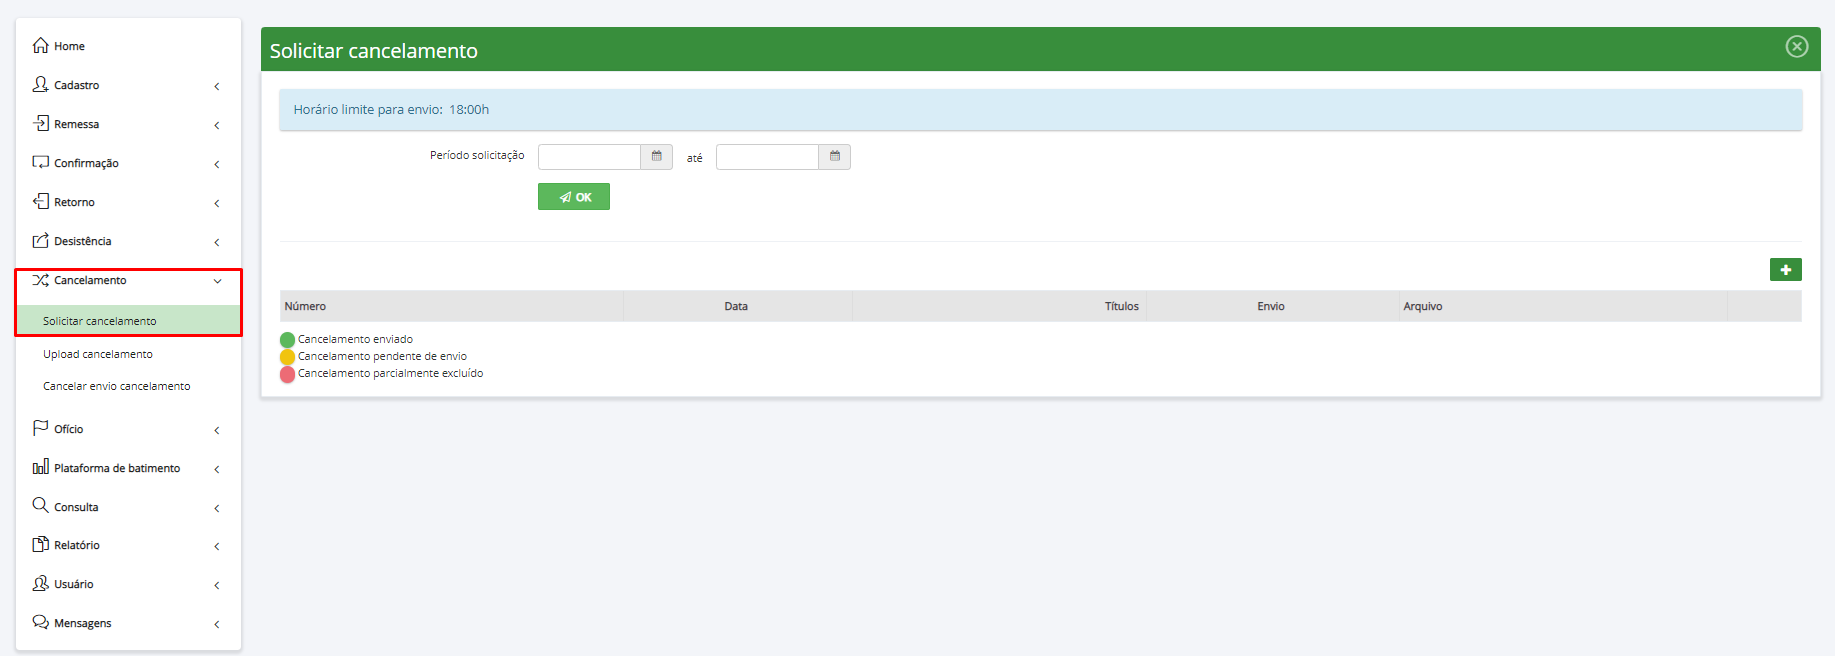 Home
Cadastro
Remessa
Confirmação
Retorno
Desistência
Cancelamento
Solicitar cancelamento
Upload cancelamento
Cancelar envio cancelamento
Ofício
Plataforma de batimento
Consulta
Relatório
Usuário
Mensagens
Solicitar cancelamento
Horário limite para envio: 18:00h
Período solicitação até
OK
Número Data Títulos Envio Arquivo
Cancelamento enviado
Cancelamento pendente de envio
Cancelamento parcialmente excluído